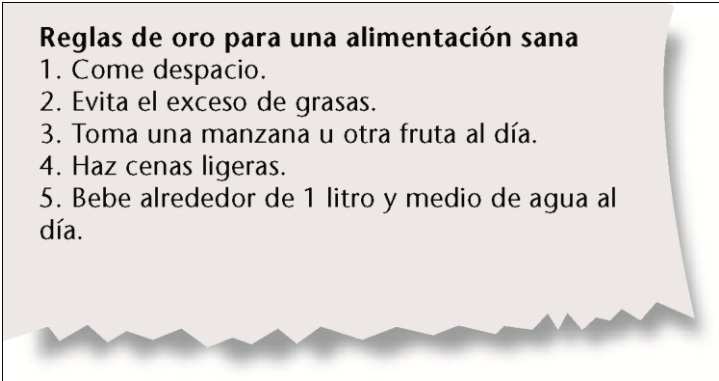 Reglas de oro para una alimentación sana
1. Come despacio.
2. Evita el exceso de grasas.
3. Toma una manzana u otra fruta al día.
4. Haz cenas ligeras.
5. Bebe alrededor de 1 litro y medio de agua al
día.